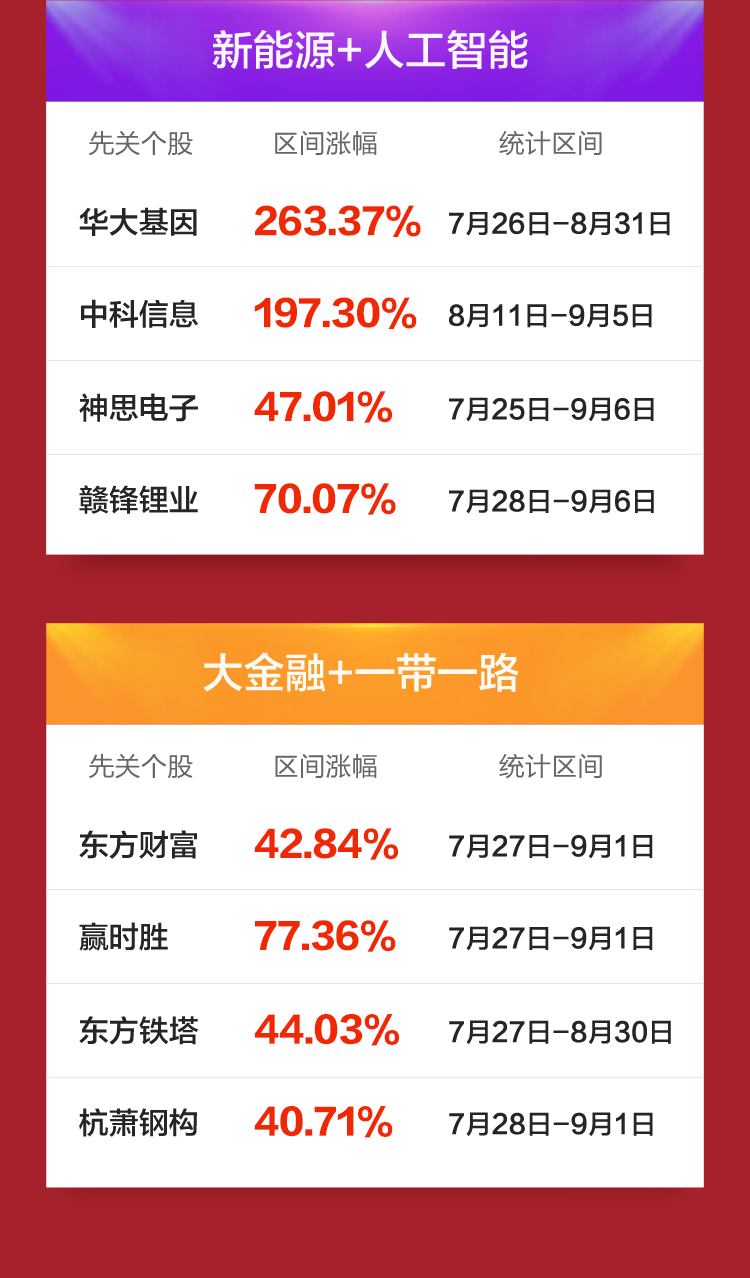 新能源+人工智能
先关个股 区间涨幅 统计区间
华大基因 263.37% 7月26日-8月31日
中科信息 197.30% 8月11日-9月5日
神思电子 47.01% 7月25日-9月6日
赣锋锂业 70.07% 7月28日-9月6日
大金融+一带一路
先关个股 区间涨幅 统计区间
东方财富 42.84% 7月27日-9月1日
赢时胜 77.36% 7月27日-9月1日
东方铁塔 44.03% 7月27日-8月30日
杭萧钢构 40.71% 7月28日-9月1日